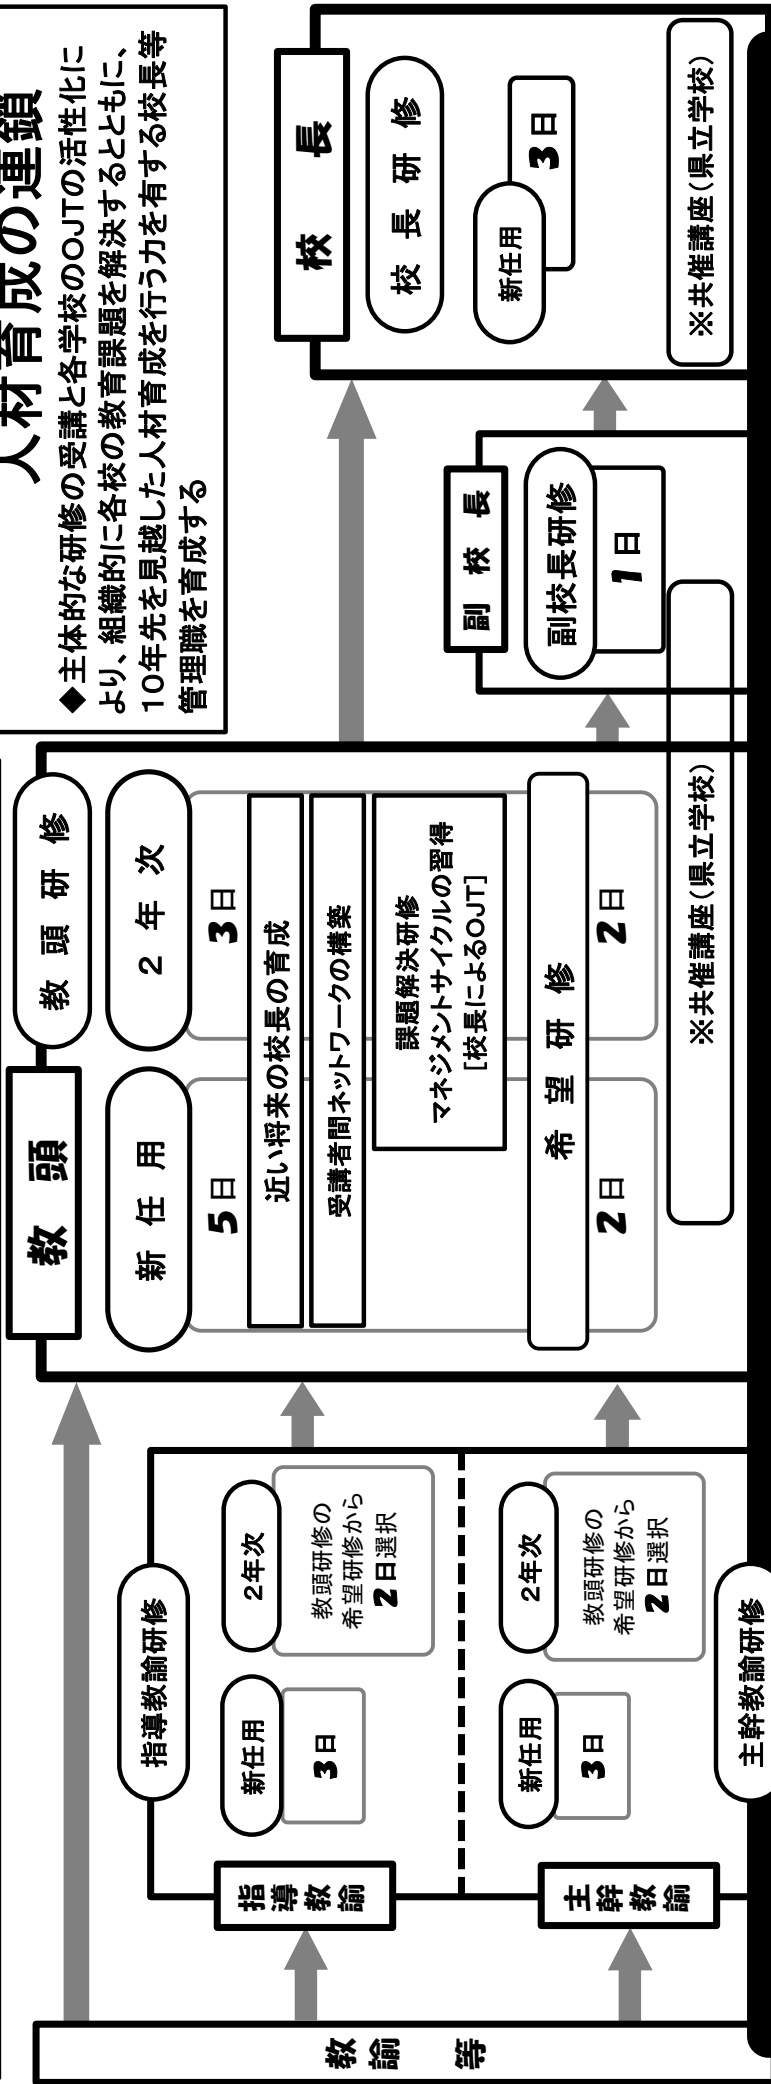 人材育成の連鎖
◆主体的な研修の受講と各学校のOJTの活性化に
より、組織的に各校の教育課題を解決するとともに、
10年先を見越した人材育成を行う力を有する校長等
管理職を育成する
教諭等
指導教諭
指導教諭研修
新任用
3日
2年次
教頭研修の
希望研修から
2日選択
主幹教諭
新任用
3日
2年次
教頭研修の
希望研修から
2日選択
主幹教諭研修
教頭
教頭研修
新任用
2年次
5日
3日
近い将来の校長の育成
受講者間ネットワークの構築
課題解決研修
マネジメントサイクルの習得
[校長によるOJT]
希望研修
2日
2日
※共催講座(県立学校)
副校長
副校長研修
1日
校長
校長研修
新任用
3日
※共催講座(県立学校)